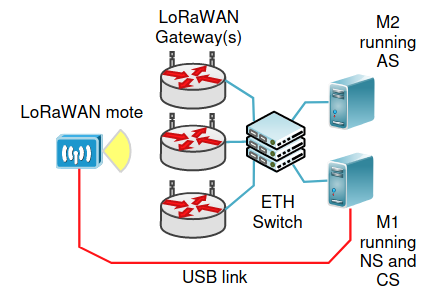 LoRaWAN
Gateway(s)
M2
running
AS
LoRaWAN mote
ETH
Switch
M1
running
NS and
CS
USB link